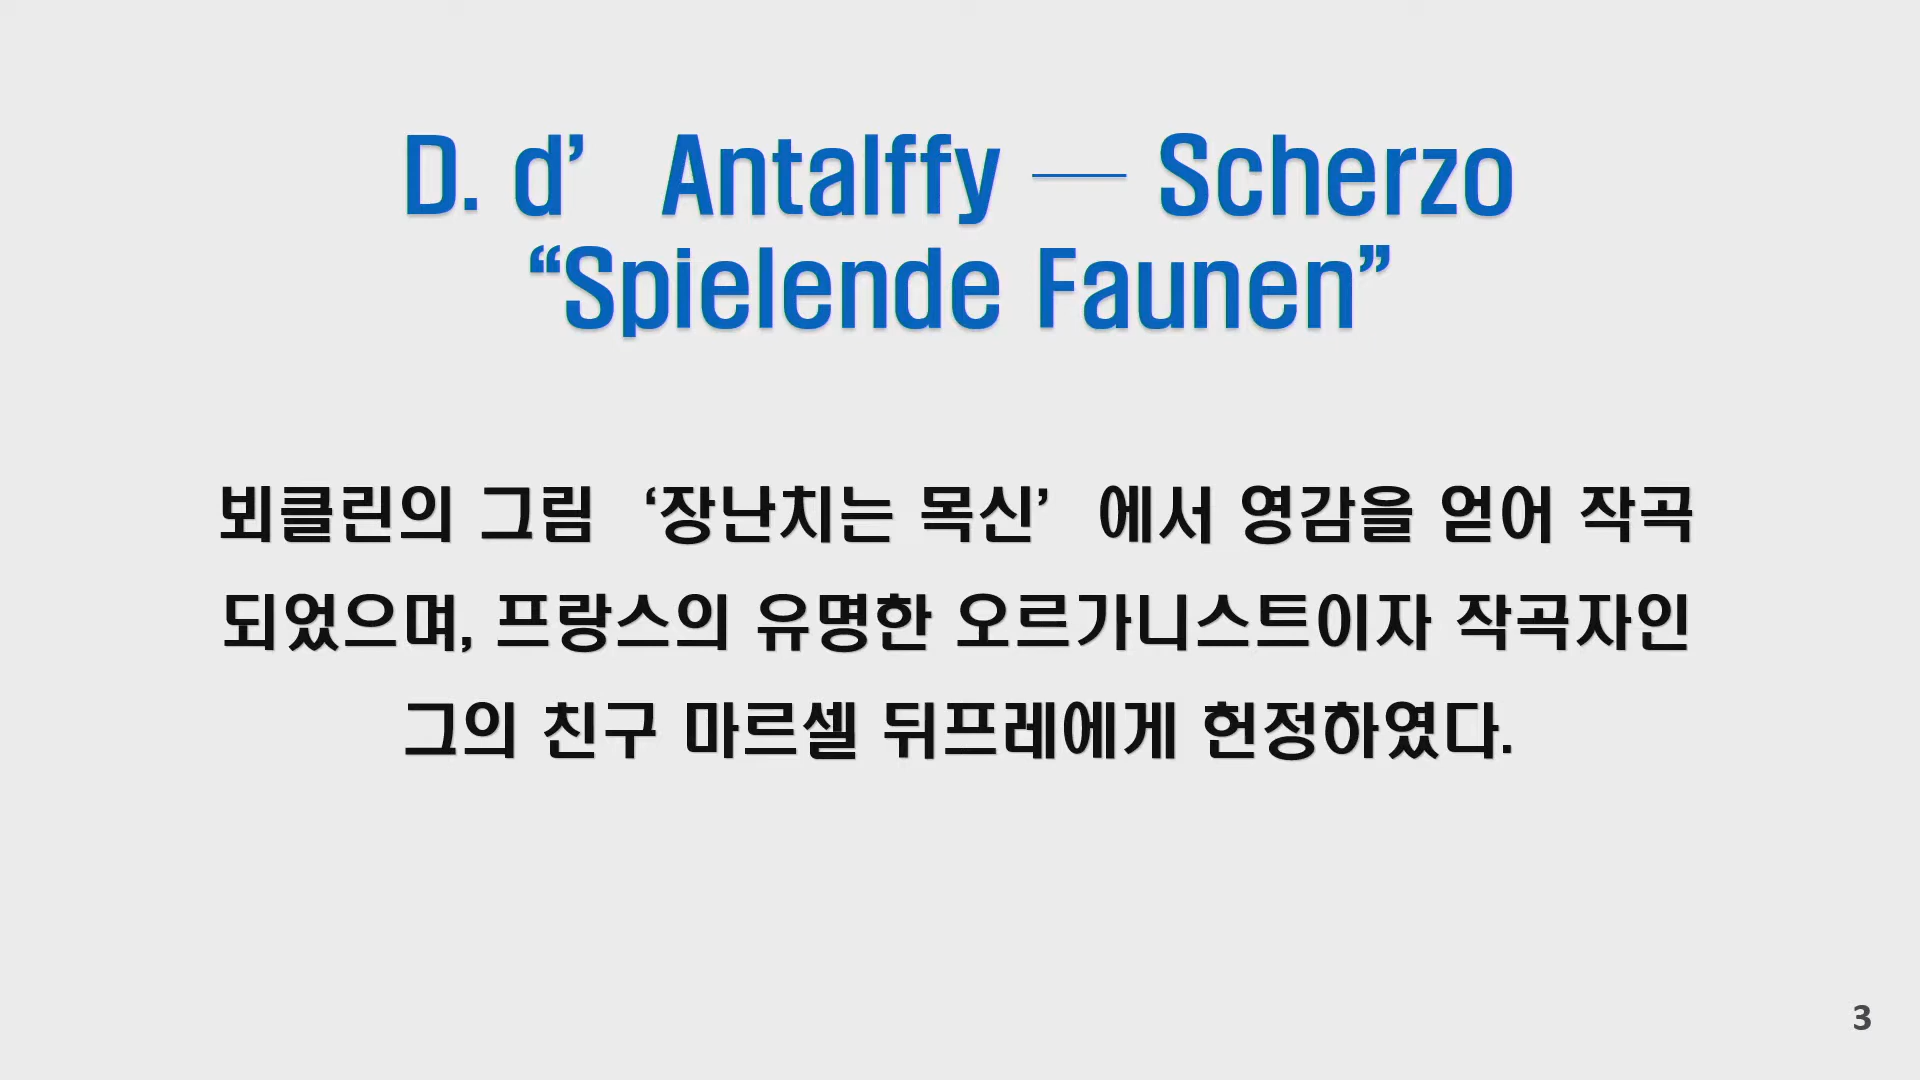 D. d’ Antalffy — Scherzo
“Spielende Faunen”
뵈클린의 그림 ‘장난치는 목신’ 에서 영감을 얻어 작곡
되었으며, 프랑스의 유명한 오르가니스트이자 작곡자인
그의 친구 마르셀 뒤프레에게 헌정하였다.
3